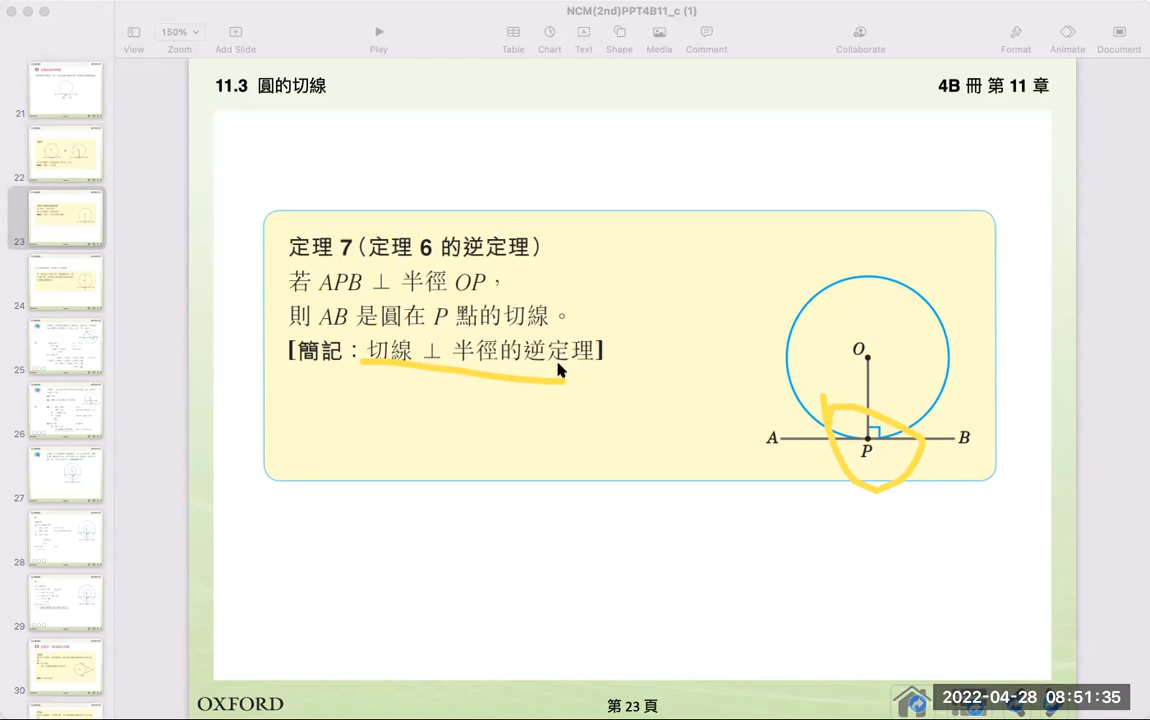 NCM(2nd)PPT4B11_c (1)
View
150%
Zoom
Add Slide
Play
Table
Chart
Text
Shape
Media
Comment
Collaborate
Format
Animate
Document
21
22
23
24
25
26
27
28
29
30
11.3 圓的切線
4B 冊 第 11 章
定理 7（定理 6 的逆定理）
若 APB ⊥ 半徑 OP，
則 AB 是圓在 P 點的切線。
[簡記：切線 ⊥ 半徑的逆定理]
O
A
B
P
OXFORD
第 23 頁
2022-04-28 08:51:35